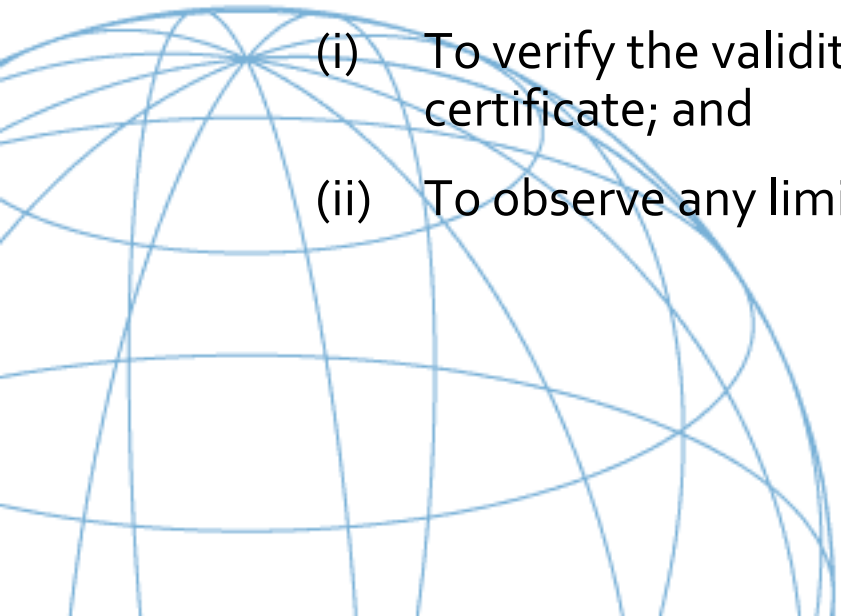 (i) To verify the validit
certificate; and
(ii) To observe any limi